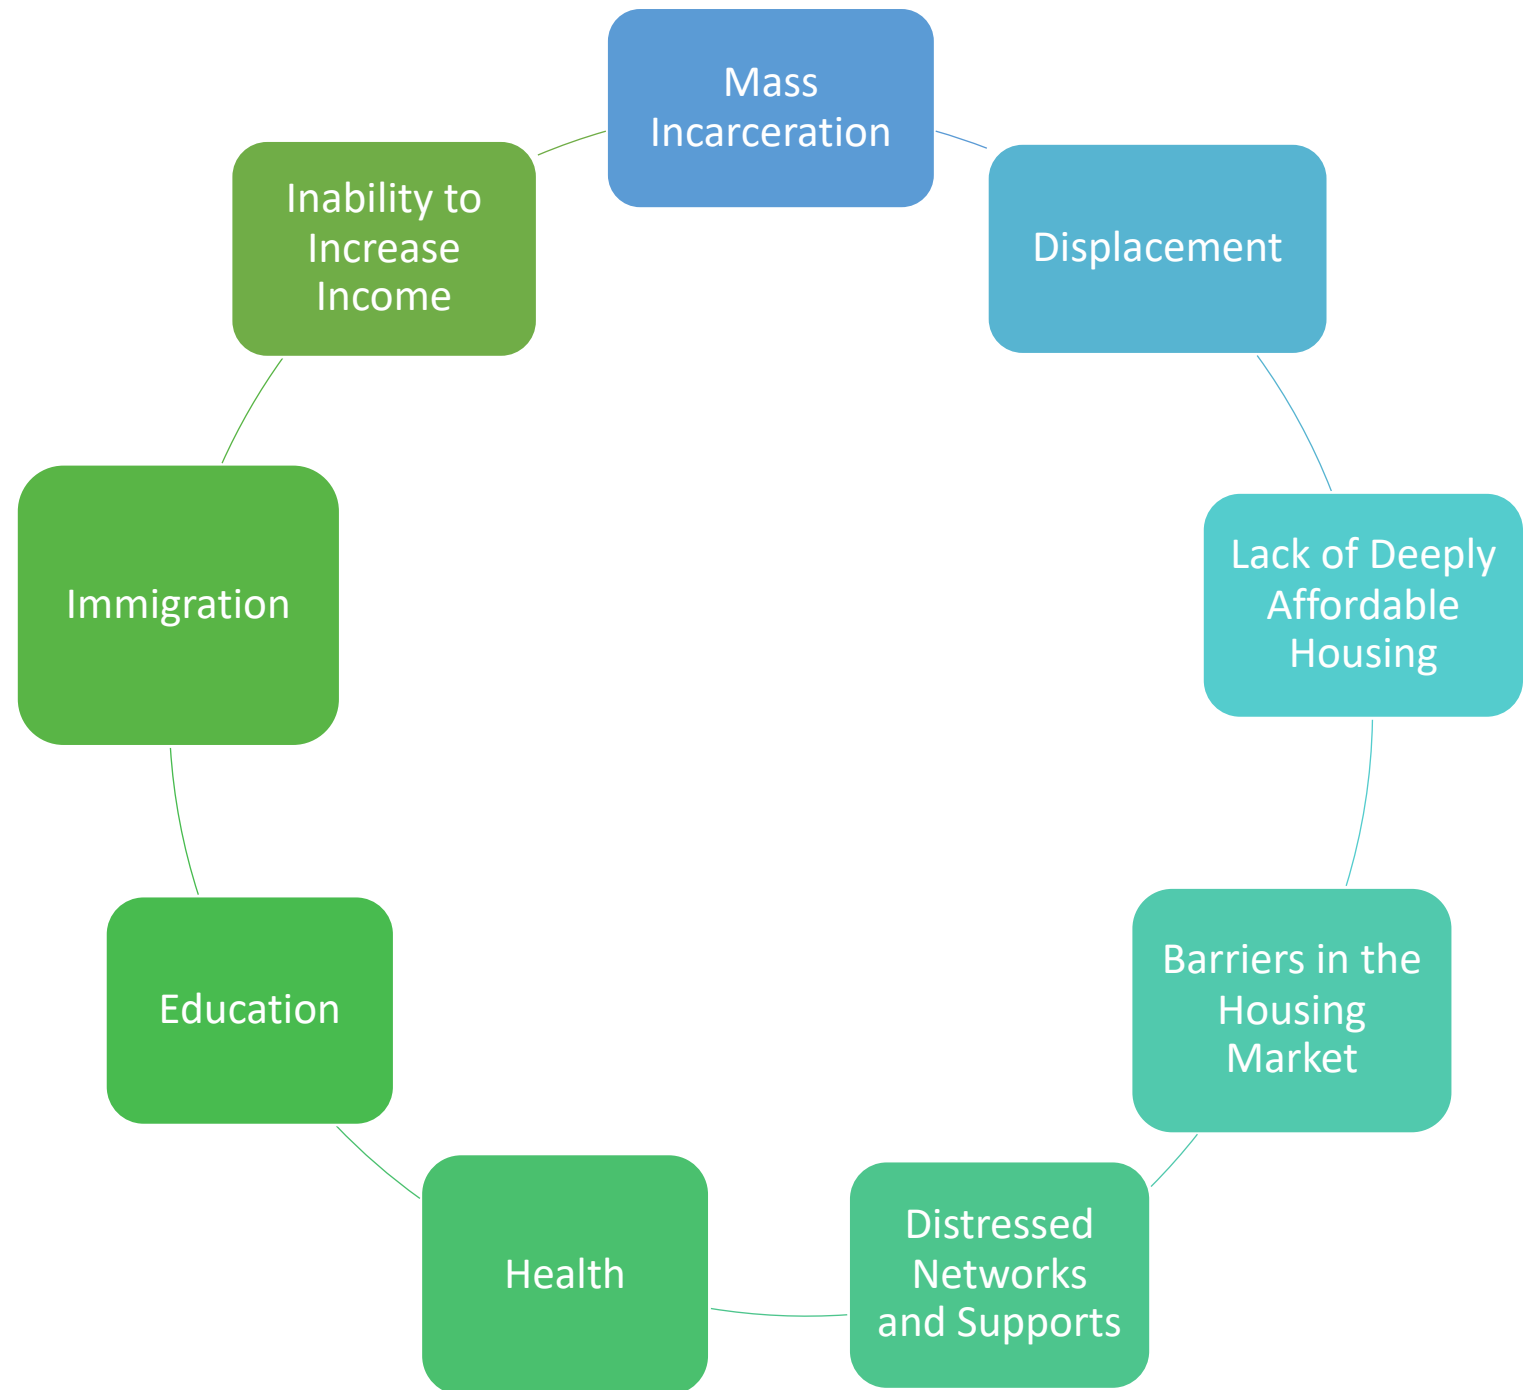 Mass
Incarceration
Displacement
Lack of Deeply
Affordable
Housing
Barriers in the
Housing
Market
Distressed
Networks
and Supports
Health
Education
Immigration
Inability to
Increase
Income